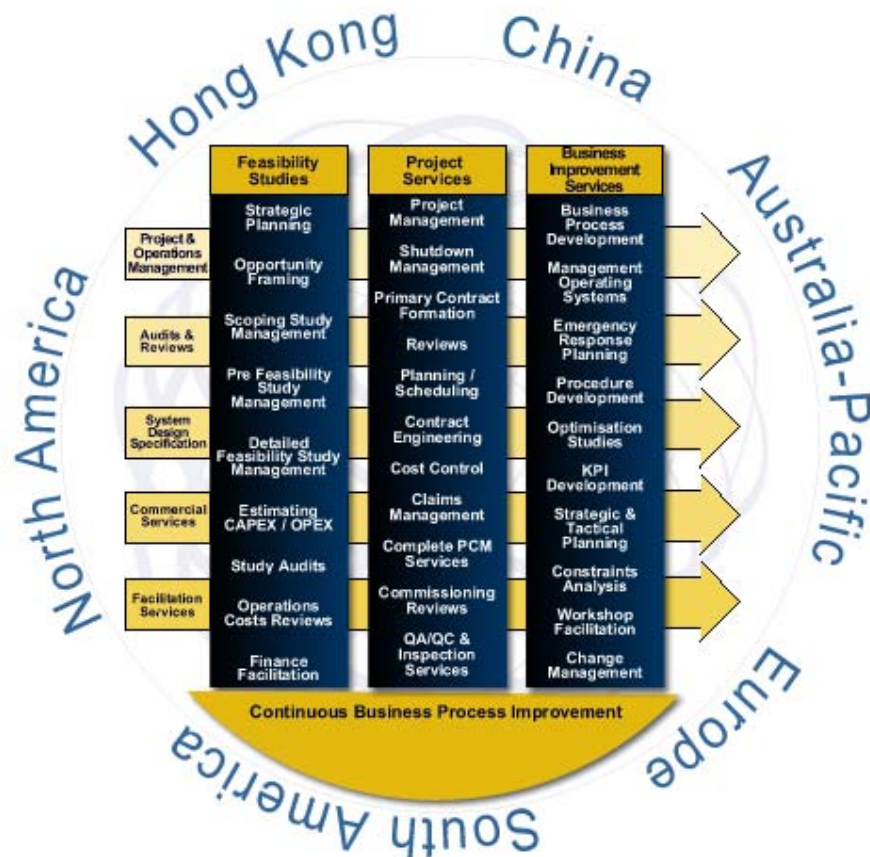 Hong Kong
China
Australia-Pacific
Europe
South America
North America
Feasibility
Studies
Strategic
Planning
Opportunity
Framing
Scoping Study
Management
Pre Feasibility
Study
Management
Detailed
Feasibility Study
Management
Estimating
CAPEX / OPEX
Study Audits
Operations
Costs Reviews
Finance
Facilitation
Project
Services
Project
Management
Shutdown
Management
Primary Contract
Formation
Reviews
Planning /
Scheduling
Contract
Engineering
Cost Control
Claims
Management
Complete PCM
Services
Commissioning
Reviews
QA/QC &
Inspection
Services
Business
Improvement
Services
Business
Process
Development
Management
Operating
Systems
Emergency
Response
Planning
Procedure
Development
Optimisation
Studies
KPI
Development
Strategic &
Tactical
Planning
Constraints
Analysis
Workshop
Facilitation
Change
Management
Project &
Operations
Management
Audits &
Reviews
System
Design
Specification
Commercial
Services
Facilitation
Services
Continuous Business Process Improvement